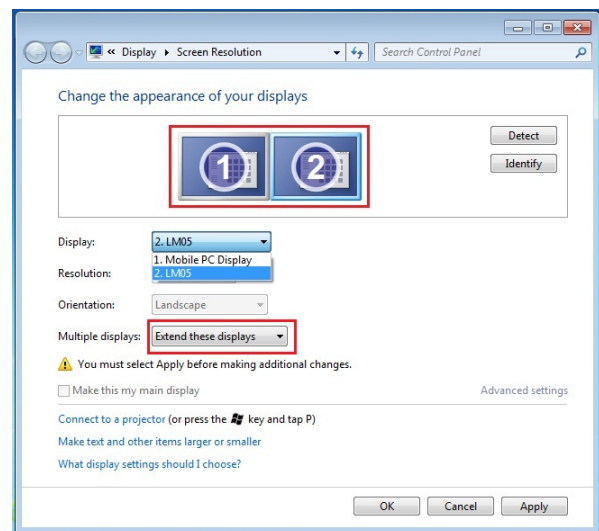 « Display ▸ Screen Resolution Search Control Panel
Change the appearance of your displays
1 2
Detect
Identify
Display: 2. LM05
1. Mobile PC Display
2. LM05
Resolution:
Orientation: Landscape
Multiple displays: Extend these displays
You must select Apply before making additional changes.
Make this my main display Advanced settings
Connect to a projector (or press the key and tap P)
Make text and other items larger or smaller
What display settings should I choose?
OK Cancel Apply